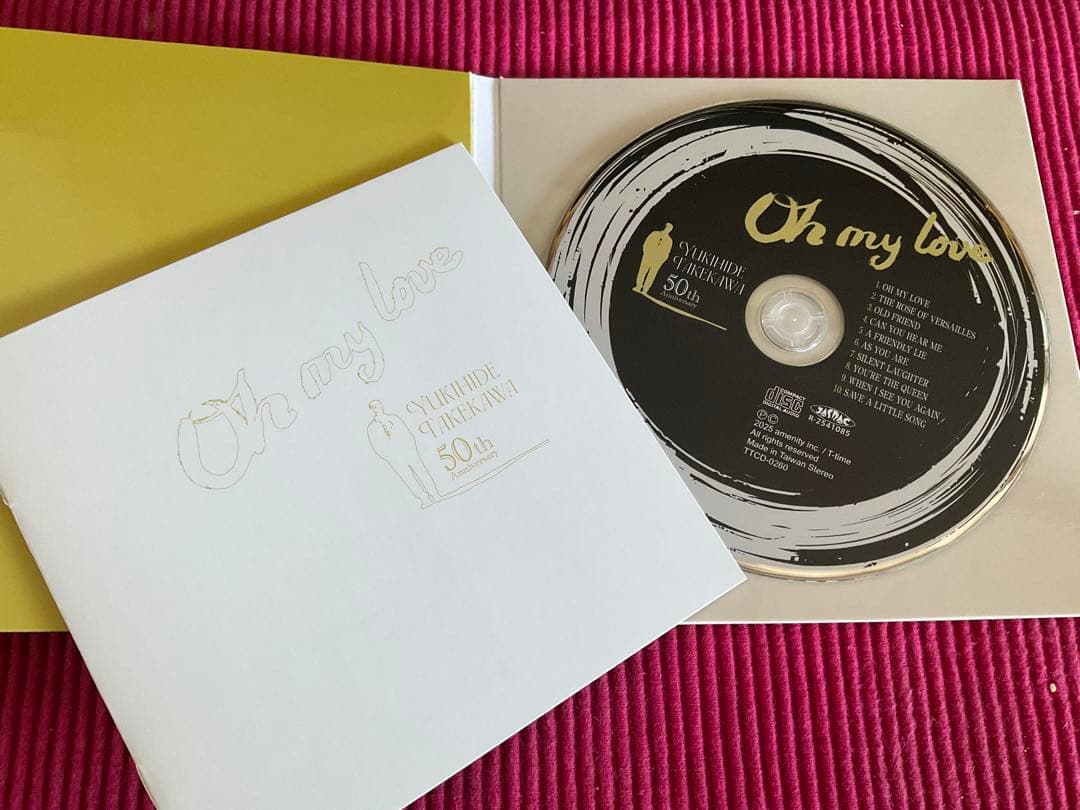 Oh my love
YUKIHIDE
TAKEKAWA
50th
Anniversary
Oh my love
YUKIHIDE
TAKEKAWA
50th
Anniversary
1. OH MY LOVE
2. THE ROSE OF VERSAILLES
3. OLD FRIEND
4. CAN YOU HEAR ME
5. A FRIENDLY LIE
6. AS YOU ARE
7. SILENT LAUGHTER
8. YOU'RE THE QUEEN
9. WHEN I SEE YOU AGAIN /
10. SAVE A LITTLE SONG
COMPACT
disc
DIGITAL AUDIO
JASRAC
R-2541085
Ⓟ Ⓒ
2025 amenity inc. / T-time
All rights reserved
Made in Taiwan Stereo
TTCD-0260